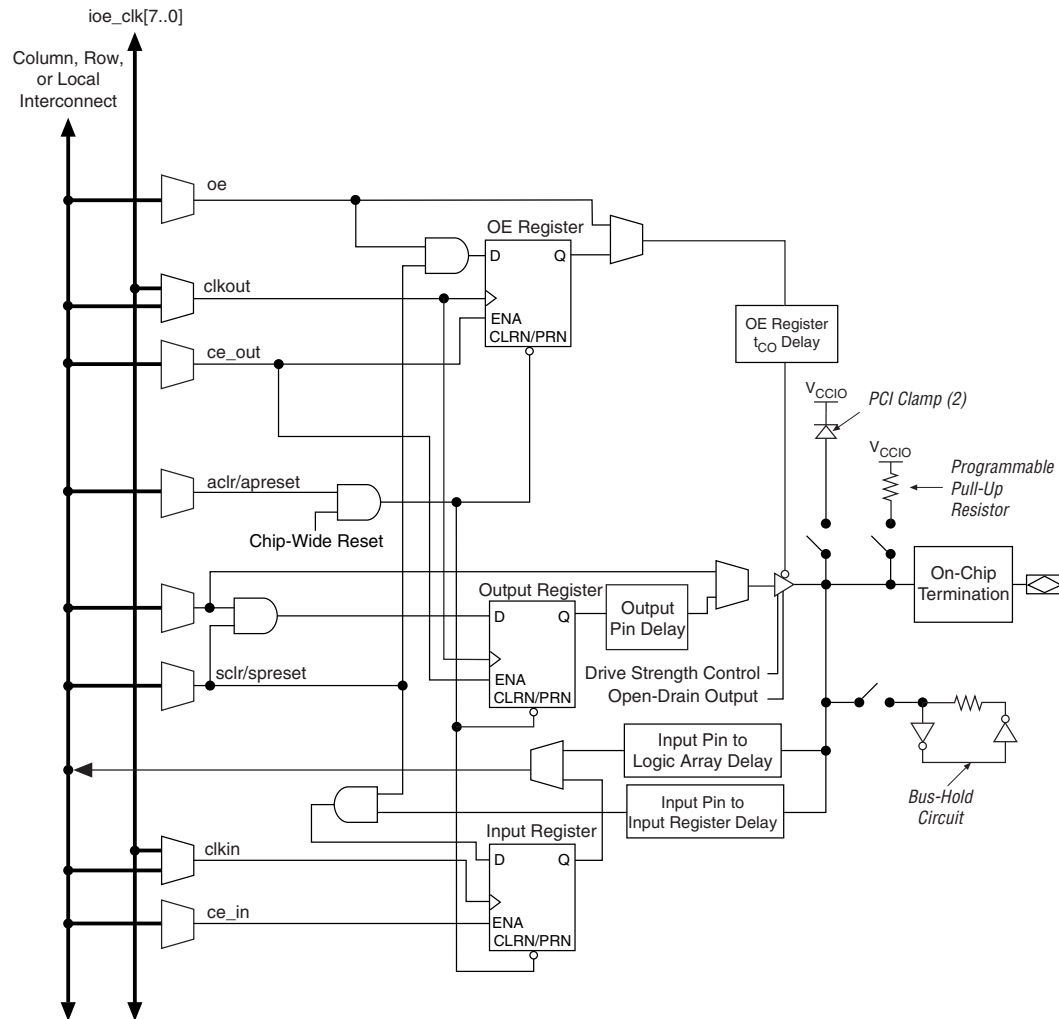 ioe_clk[7..0]
Column, Row,
or Local
Interconnect
oe
OE Register
D Q
clkout
ENA
CLRN/PRN
OE Register
tCO Delay
ce_out
VCCIO
PCI Clamp (2)
VCCIO
Programmable
Pull-Up
Resistor
aclr/apreset
Chip-Wide Reset
On-Chip
Termination
Output Register
D Q
Output
Pin Delay
sclr/spreset
ENA
CLRN/PRN
Drive Strength Control
Open-Drain Output
Input Pin to
Logic Array Delay
Input Pin to
Input Register Delay
Bus-Hold
Circuit
Input Register
D Q
clkin
ce_in
ENA
CLRN/PRN